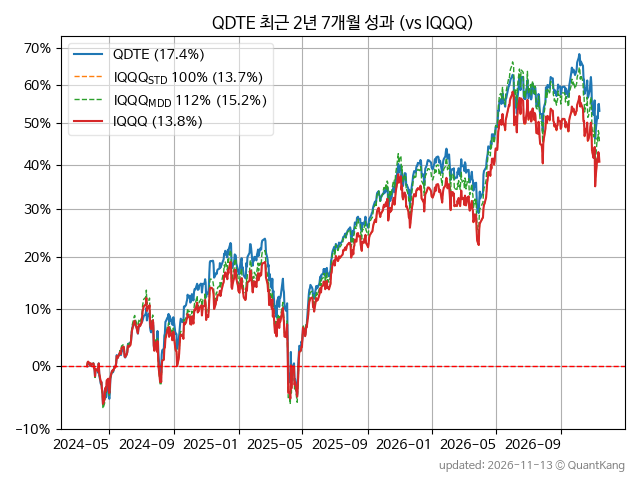 QDTE 최근 2년 7개월 성과 (vs IQQQ)
QDTE (17.4%)
IQQQSTD 100% (13.7%)
IQQQMDD 112% (15.2%)
IQQQ (13.8%)
70%
60%
50%
40%
30%
20%
10%
0%
−10%
2024-05 2024-09 2025-01 2025-05 2025-09 2026-01 2026-05 2026-09
updated: 2026-11-13 © QuantKang